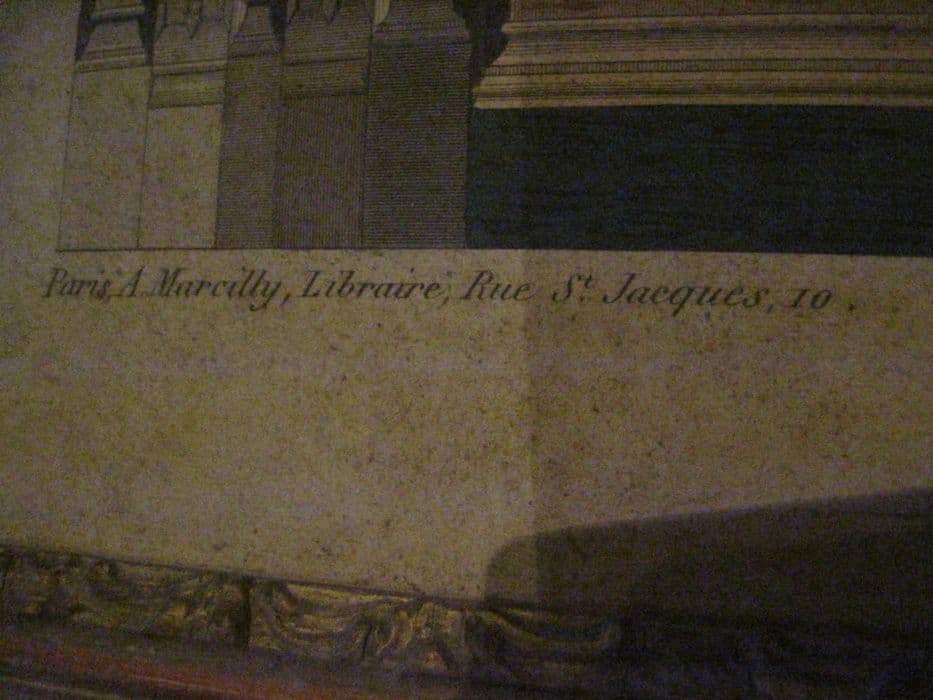 Paris, A. Marcilly, Libraire, Rue St. Jacques, 10.